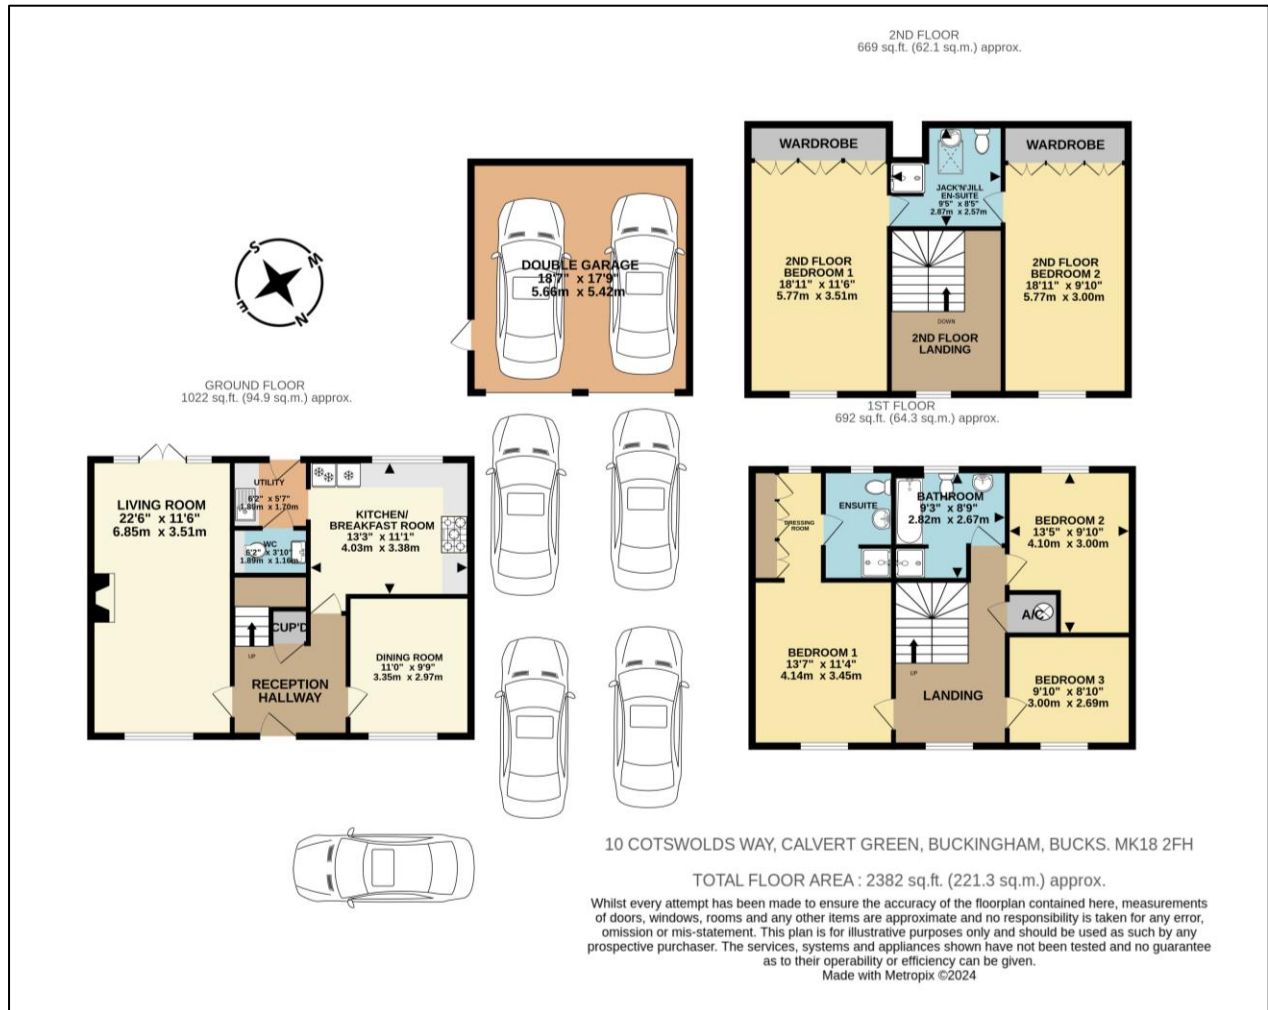 2ND FLOOR
669 sq.ft. (62.1 sq.m.) approx.
WARDROBE
WARDROBE
JACK'N'JILL
EN-SUITE
9'5" x 8'5"
2.87m x 2.57m
2ND FLOOR
BEDROOM 1
18'11" x 11'6"
5.77m x 3.51m
2ND FLOOR
BEDROOM 2
18'11" x 9'10"
5.77m x 3.00m
DOWN
2ND FLOOR
LANDING
S
W
E
N
DOUBLE GARAGE
18'7" x 17'9"
5.66m x 5.42m
GROUND FLOOR
1022 sq.ft. (94.9 sq.m.) approx.
LIVING ROOM
22'6" x 11'6"
6.85m x 3.51m
UTILITY
6'2" x 5'7"
1.89m x 1.70m
WC
6'2" x 3'10"
1.89m x 1.16m
KITCHEN/
BREAKFAST ROOM
13'3" x 11'1"
4.03m x 3.38m
CUP'D
UP
RECEPTION
HALLWAY
DINING ROOM
11'0" x 9'9"
3.35m x 2.97m
1ST FLOOR
692 sq.ft. (64.3 sq.m.) approx.
DRESSING
ROOM
ENSUITE
BATHROOM
9'3" x 8'9"
2.82m x 2.67m
BEDROOM 2
13'5" x 9'10"
4.10m x 3.00m
A/C
BEDROOM 1
13'7" x 11'4"
4.14m x 3.45m
UP
LANDING
BEDROOM 3
9'10" x 8'10"
3.00m x 2.69m
10 COTSWOLDS WAY, CALVERT GREEN, BUCKINGHAM, BUCKS. MK18 2FH
TOTAL FLOOR AREA : 2382 sq.ft. (221.3 sq.m.) approx.
Whilst every attempt has been made to ensure the accuracy of the floorplan contained here, measurements
of doors, windows, rooms and any other items are approximate and no responsibility is taken for any error,
omission or mis-statement. This plan is for illustrative purposes only and should be used as such by any
prospective purchaser. The services, systems and appliances shown have not been tested and no guarantee
as to their operability or efficiency can be given.
Made with Metropix ©2024